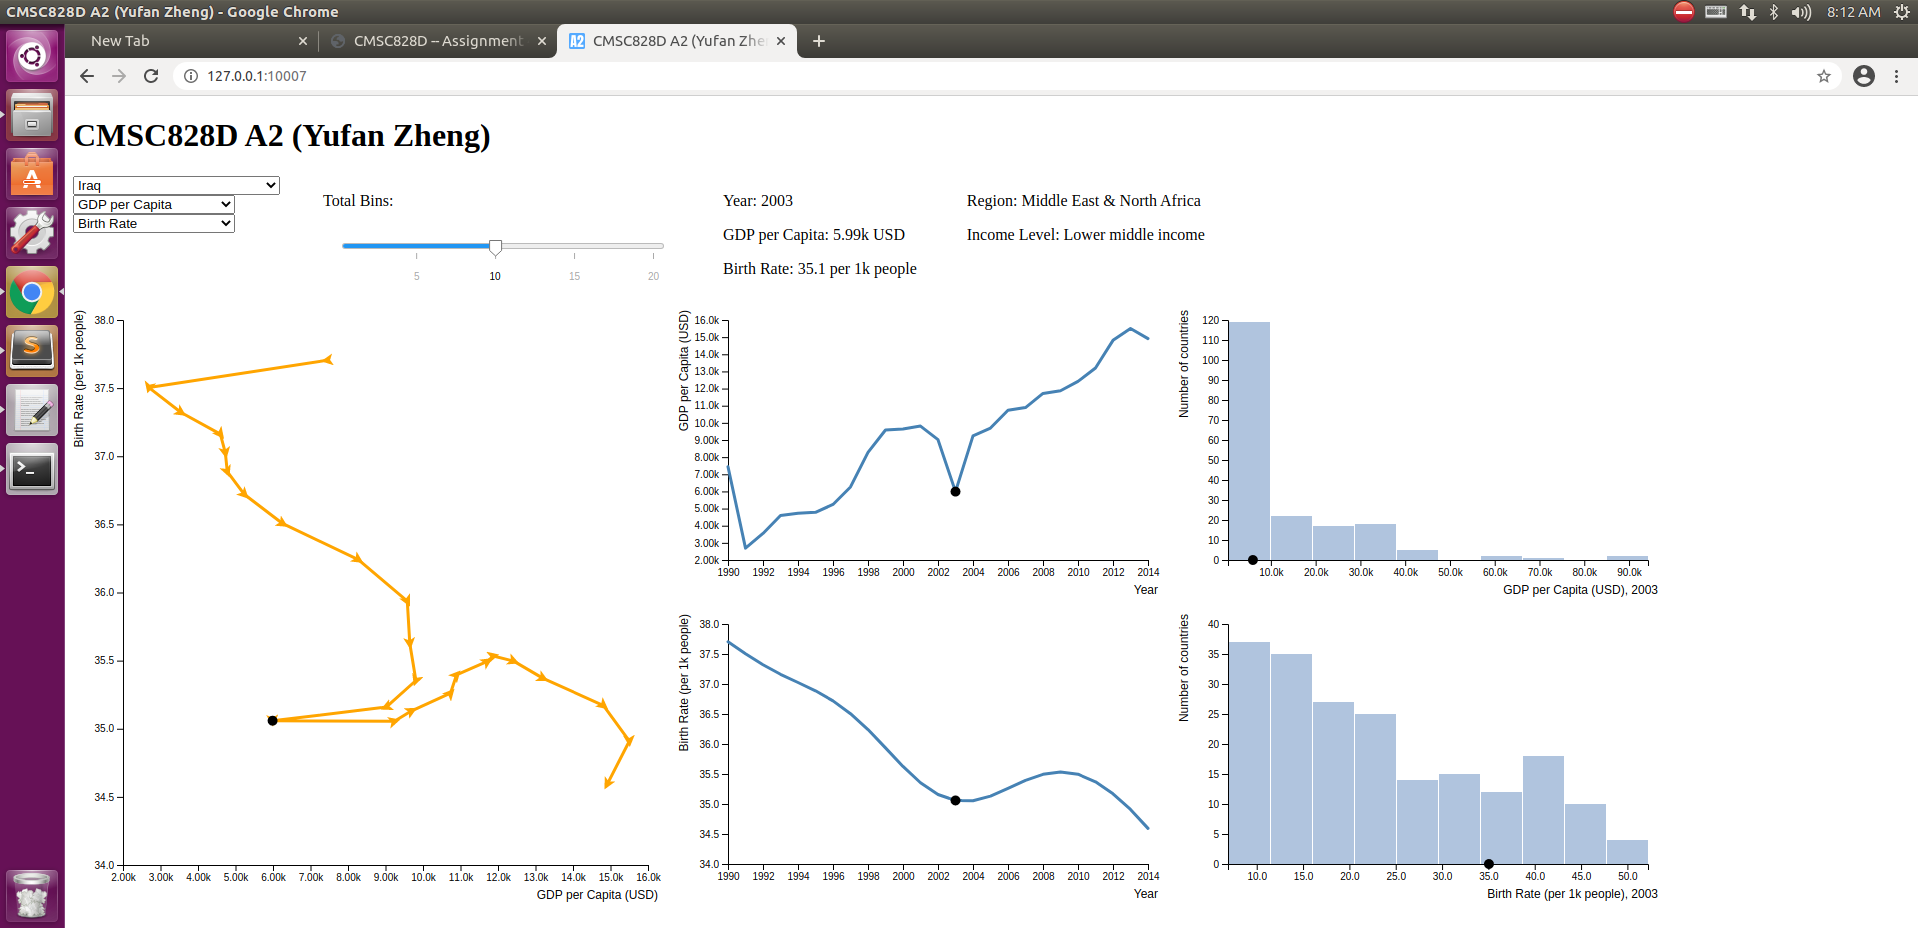 CMSC828D A2 (Yufan Zheng) - Google Chrome
8:12 AM
New Tab
CMSC828D -- Assignment
A2 CMSC828D A2 (Yufan Zhe
127.0.0.1:10007
CMSC828D A2 (Yufan Zheng)
Iraq
GDP per Capita
Birth Rate
Total Bins:
5 10 15 20
Year: 2003
GDP per Capita: 5.99k USD
Birth Rate: 35.1 per 1k people
Region: Middle East & North Africa
Income Level: Lower middle income
Birth Rate (per 1k people)
38.0
37.5
37.0
36.5
36.0
35.5
35.0
34.5
34.0
2.00k 3.00k 4.00k 5.00k 6.00k 7.00k 8.00k 9.00k 10.0k 11.0k 12.0k 13.0k 14.0k 15.0k 16.0k
GDP per Capita (USD)
GDP per Capita (USD)
16.0k
15.0k
14.0k
13.0k
12.0k
11.0k
10.0k
9.00k
8.00k
7.00k
6.00k
5.00k
4.00k
3.00k
2.00k
1990 1992 1994 1996 1998 2000 2002 2004 2006 2008 2010 2012 2014
Year
Number of countries
120
110
100
90
80
70
60
50
40
30
20
10
0
10.0k 20.0k 30.0k 40.0k 50.0k 60.0k 70.0k 80.0k 90.0k
GDP per Capita (USD), 2003
Birth Rate (per 1k people)
38.0
37.5
37.0
36.5
36.0
35.5
35.0
34.5
34.0
1990 1992 1994 1996 1998 2000 2002 2004 2006 2008 2010 2012 2014
Year
Number of countries
40
35
30
25
20
15
10
5
0
10.0 15.0 20.0 25.0 30.0 35.0 40.0 45.0 50.0
Birth Rate (per 1k people), 2003